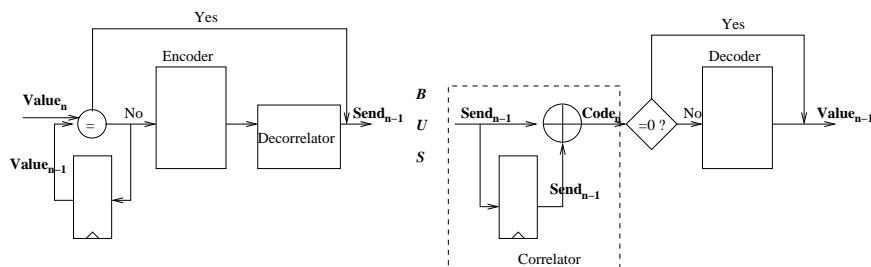 Yes
Encoder
Value_n
=
No
Decorrelator
Send_{n−1}
Value_{n−1}
B
U
S
Send_{n−1}
Code_n
Send_{n−1}
Correlator
Yes
Decoder
=0 ?
No
Value_{n−1}